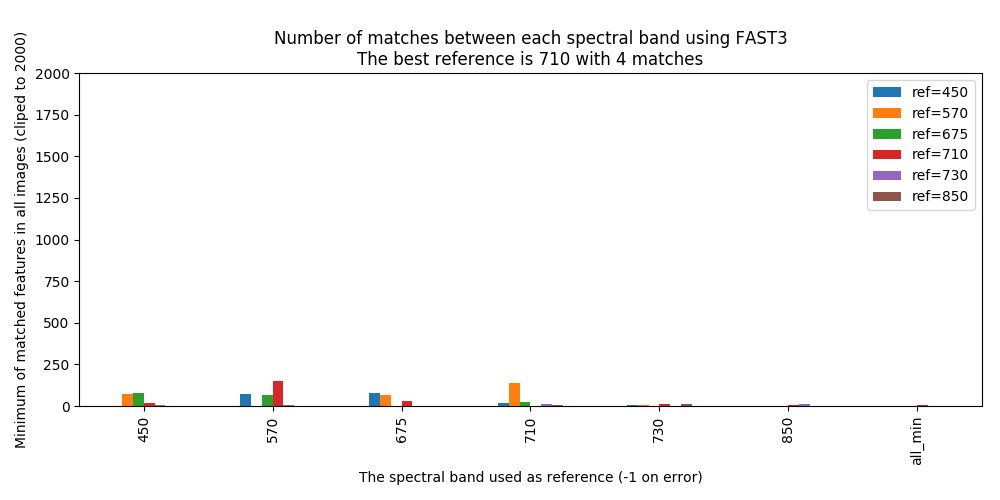 Number of matches between each spectral band using FAST3
The best reference is 710 with 4 matches
Minimum of matched features in all images (cliped to 2000)
2000
1750
1500
1250
1000
750
500
250
0
ref=450
ref=570
ref=675
ref=710
ref=730
ref=850
450
570
675
710
730
850
all_min
The spectral band used as reference (-1 on error)